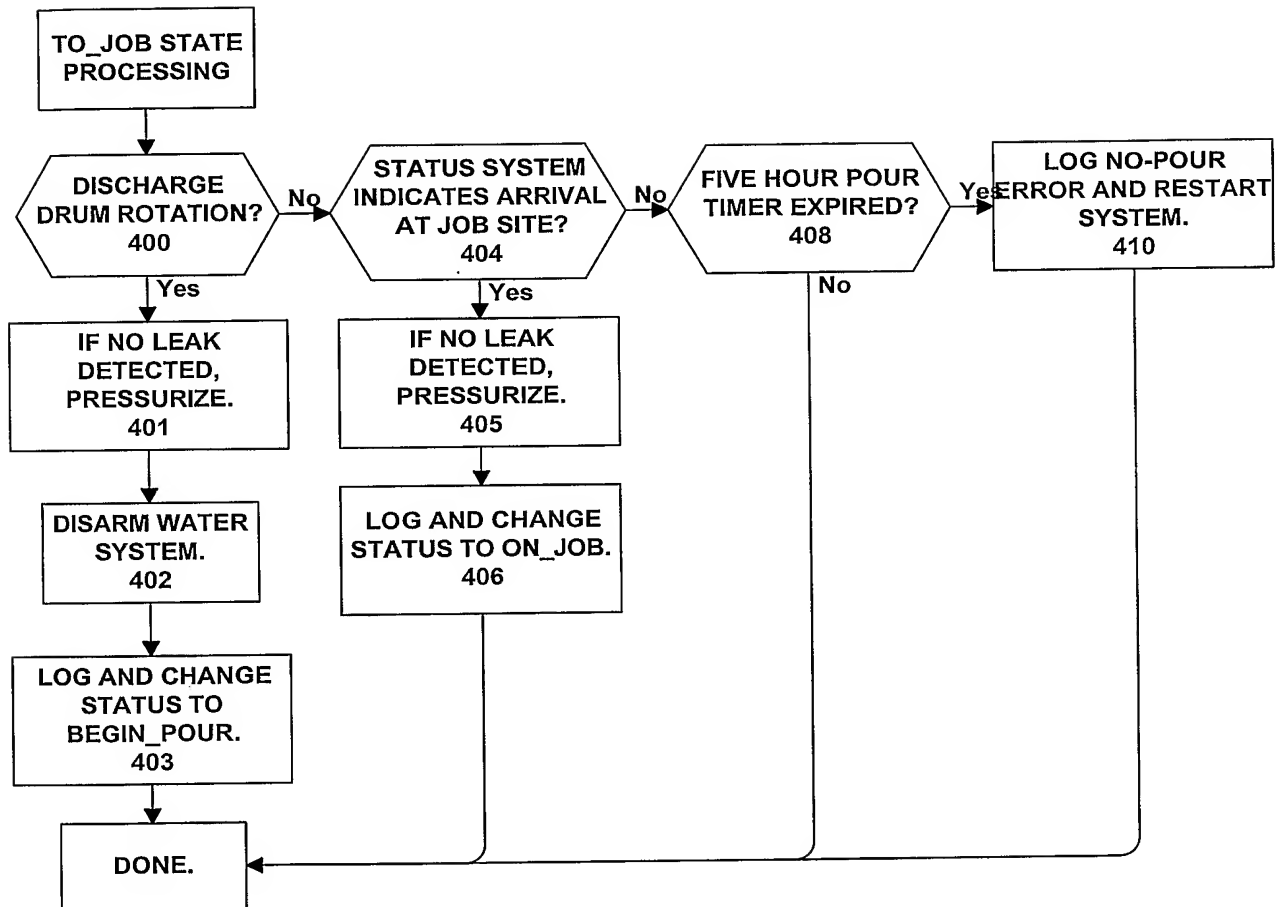 TO_JOB STATE
PROCESSING
DISCHARGE
DRUM ROTATION?
400
No
STATUS SYSTEM
INDICATES ARRIVAL
AT JOB SITE?
404
No
FIVE HOUR POUR
TIMER EXPIRED?
408
Yes
LOG NO-POUR
ERROR AND RESTART
SYSTEM.
410
Yes
Yes
No
IF NO LEAK
DETECTED,
PRESSURIZE.
401
IF NO LEAK
DETECTED,
PRESSURIZE.
405
DISARM WATER
SYSTEM.
402
LOG AND CHANGE
STATUS TO ON_JOB.
406
LOG AND CHANGE
STATUS TO
BEGIN_POUR.
403
DONE.